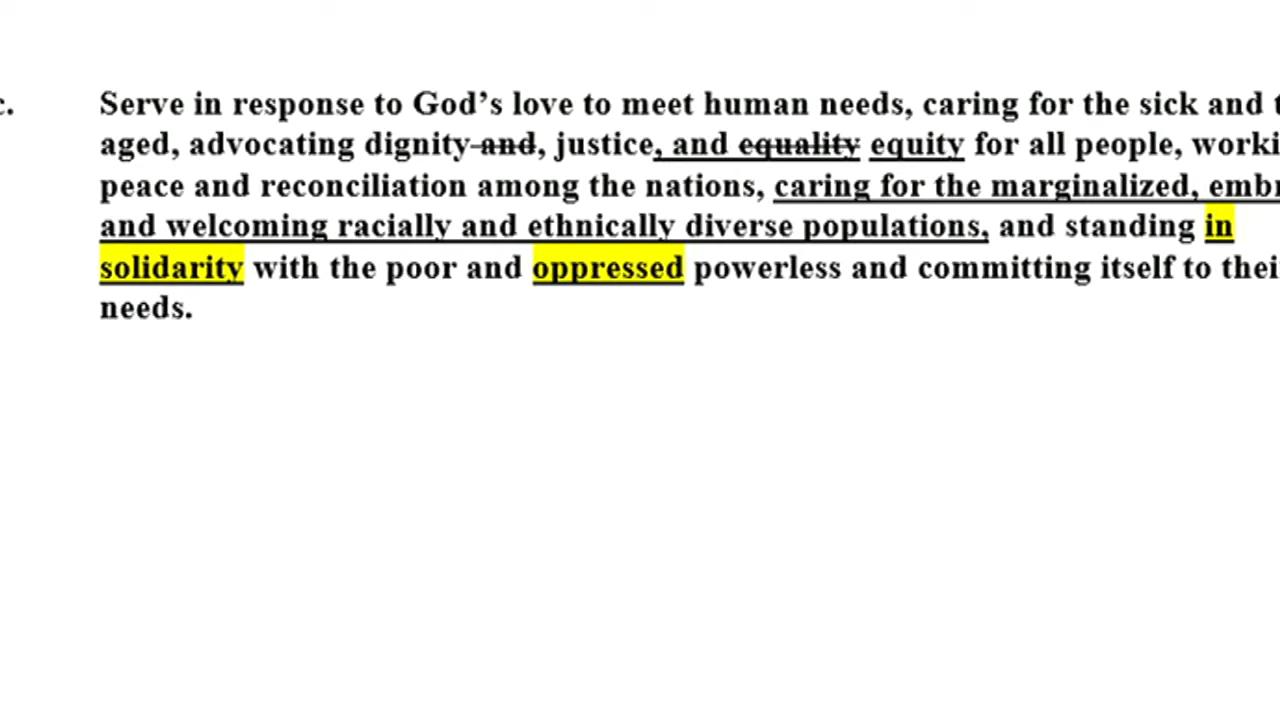 c. Serve in response to God's love to meet human needs, caring for the sick and
aged, advocating dignity and, justice, and equality equity for all people,
peace and reconciliation among the nations, caring for the marginalized,
and welcoming racially and ethnically diverse populations, and standing in
solidarity with the poor and oppressed powerless and committing itself to
needs.